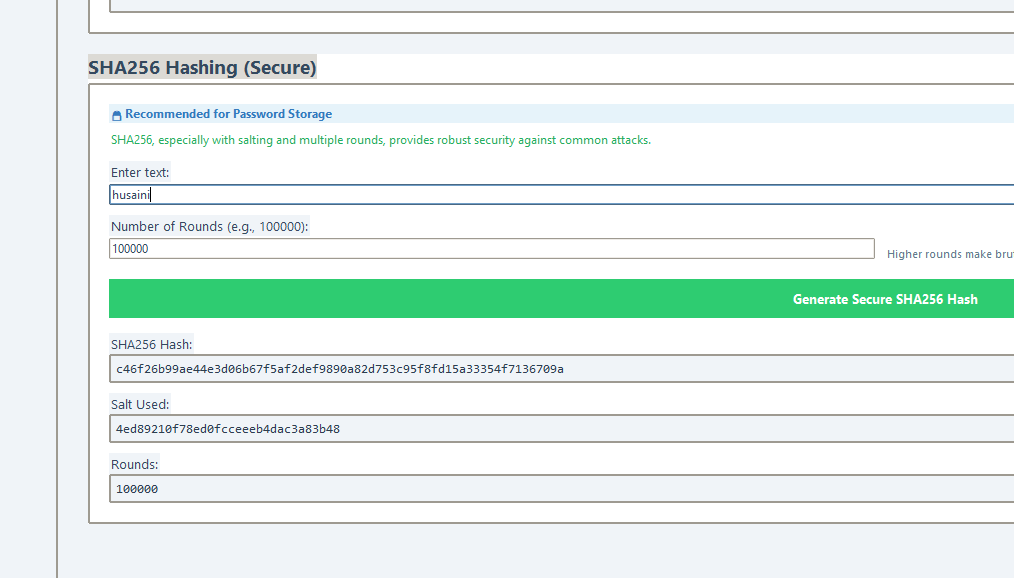 SHA256 Hashing (Secure)
Recommended for Password Storage
SHA256, especially with salting and multiple rounds, provides robust security against common attacks.
Enter text:
husaini
Number of Rounds (e.g., 100000):
100000
Higher rounds make bru
Generate Secure SHA256 Hash
SHA256 Hash:
c46f26b99ae44e3d06b67f5af2def9890a82d753c95f8fd15a33354f7136709a
Salt Used:
4ed89210f78ed0fcceeeb4dac3a83b48
Rounds:
100000